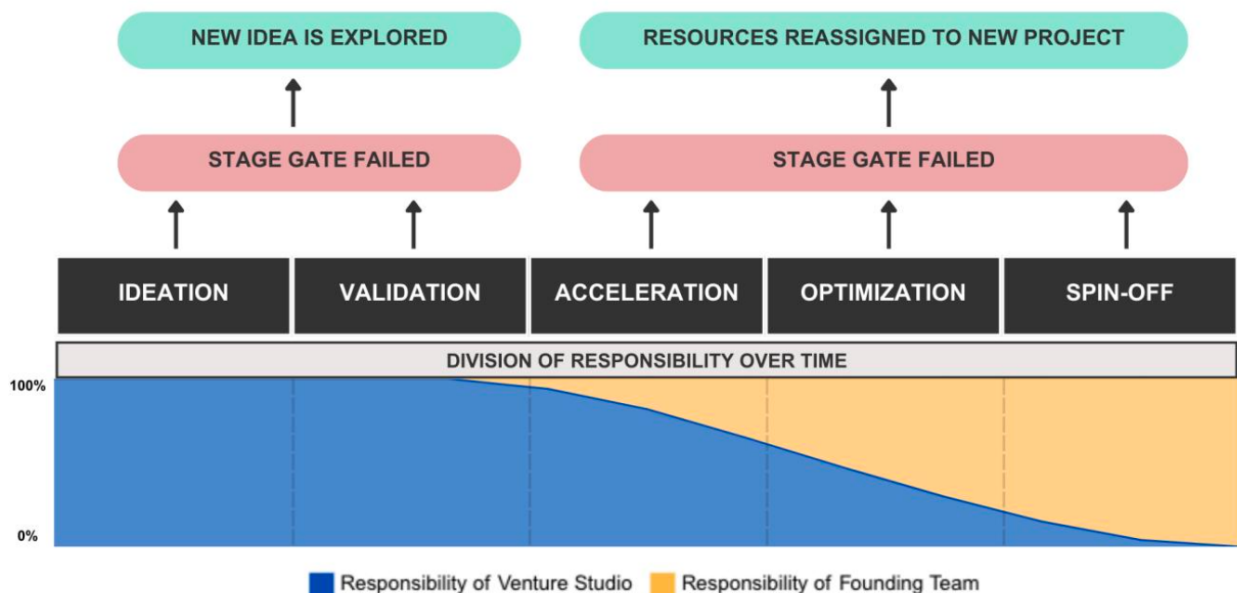 NEW IDEA IS EXPLORED
RESOURCES REASSIGNED TO NEW PROJECT
STAGE GATE FAILED
STAGE GATE FAILED
IDEATION
VALIDATION
ACCELERATION
OPTIMIZATION
SPIN-OFF
DIVISION OF RESPONSIBILITY OVER TIME
100%
0%
Responsibility of Venture Studio
Responsibility of Founding Team